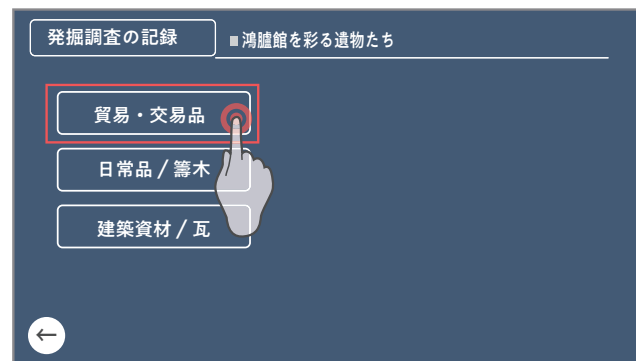 発掘調査の記録
■鴻臚館を彩る遺物たち
貿易・交易品
日常品 / 籌木
建築資材 / 瓦
←